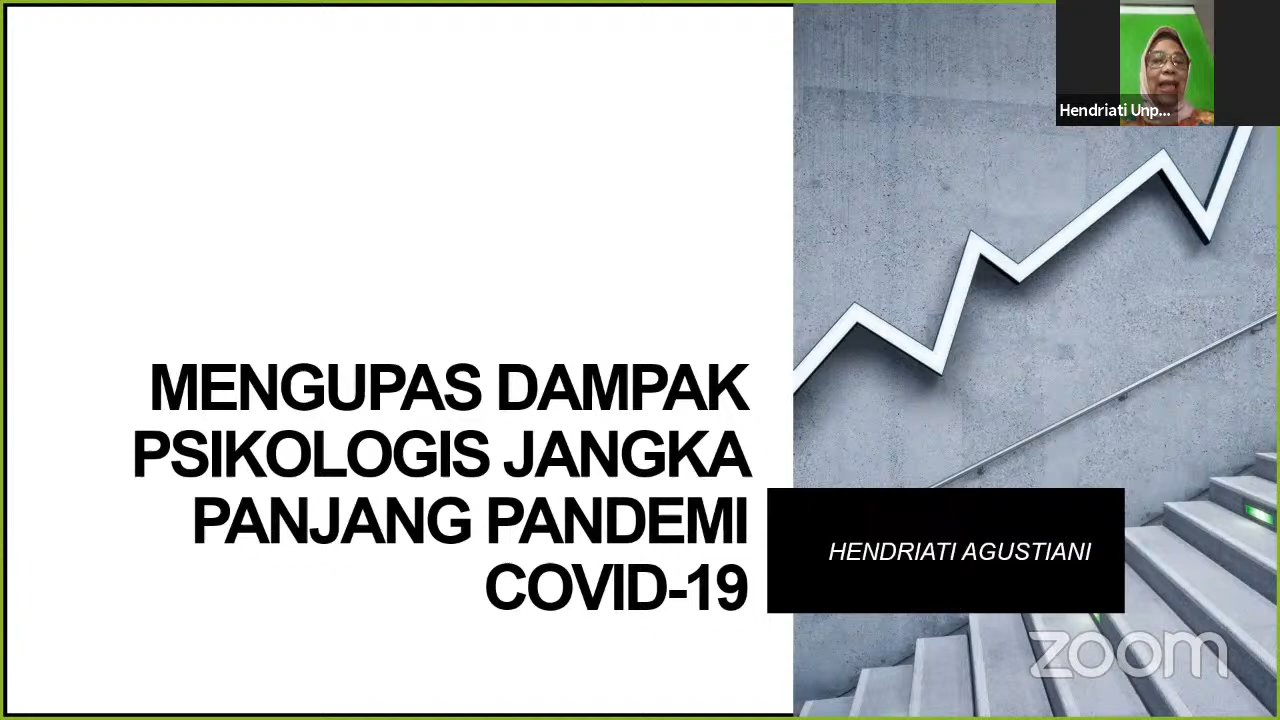 Hendriati Unp...
MENGUPAS DAMPAK
PSIKOLOGIS JANGKA
PANJANG PANDEMI
COVID-19
HENDRIATI AGUSTIANI
zoom